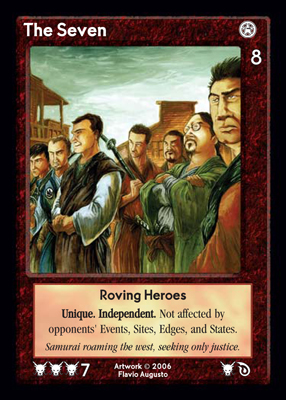 The Seven
8
Roving Heroes
Unique. Independent. Not affected by
opponents' Events, Sites, Edges, and States.
Samurai roaming the west, seeking only justice.
7
Artwork © 2006
Flavio Augusto